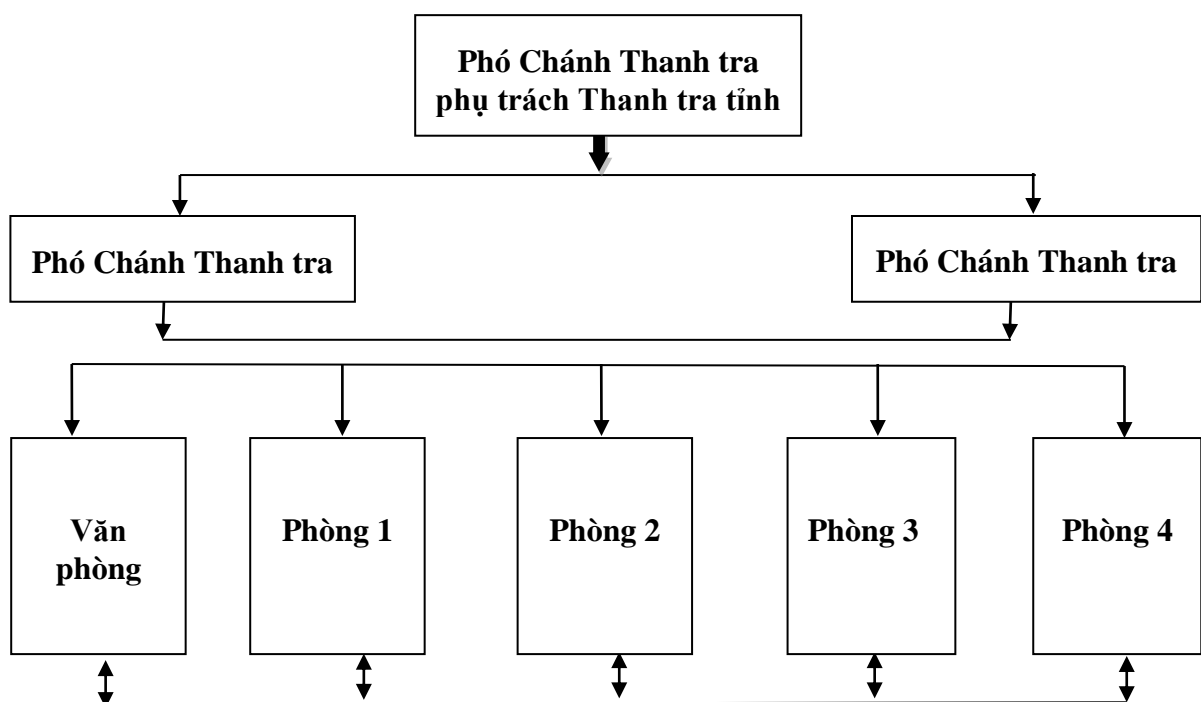 Phó Chánh Thanh tra
phụ trách Thanh tra tỉnh
Phó Chánh Thanh tra
Phó Chánh Thanh tra
Văn
phòng
Phòng 1
Phòng 2
Phòng 3
Phòng 4